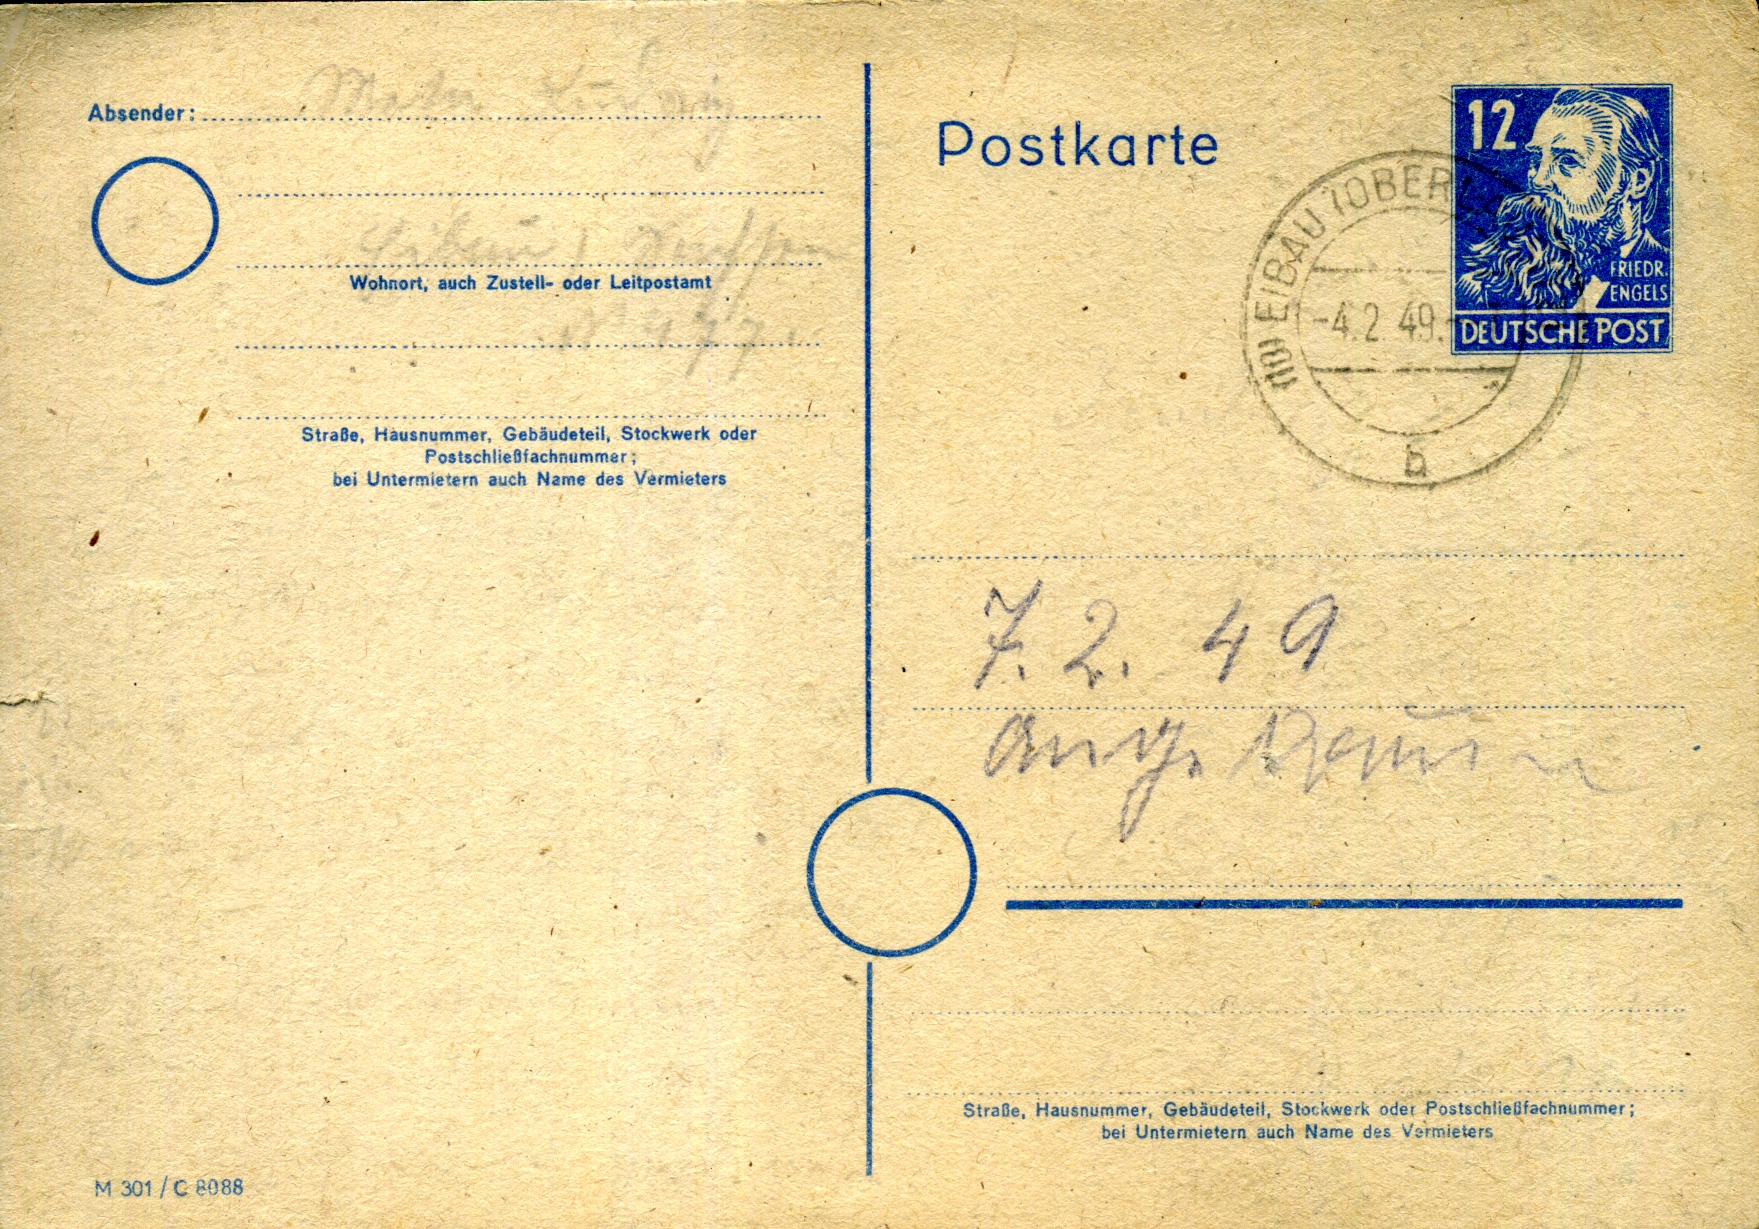 Absender:
Wohnort, auch Zustell- oder Leitpostamt
Straße, Hausnummer, Gebäudeteil, Stockwerk oder
Postschließfachnummer;
bei Untermietern auch Name des Vermieters
M 301 / C 8088
Postkarte
12
FRIEDR.
ENGELS
DEUTSCHE POST
EIBAU (OBER
-4.2.49.-
b
7. 2. 49
Straße, Hausnummer, Gebäudeteil, Stockwerk oder Postschließfachnummer;
bei Untermietern auch Name des Vermieters